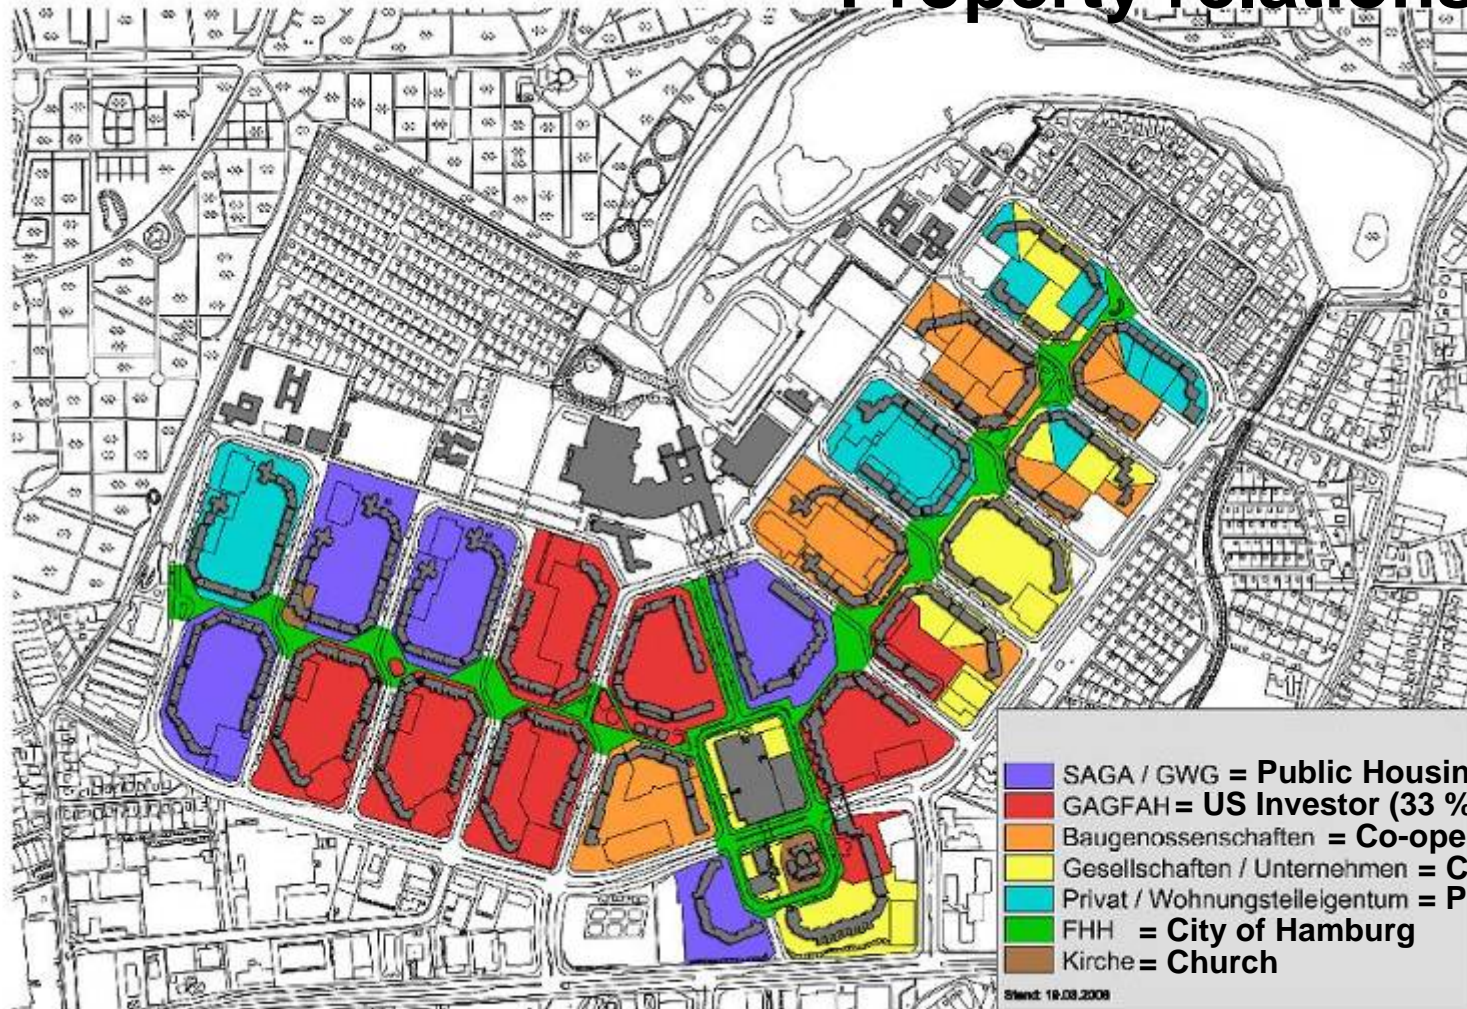 Property relations
SAGA / GWG = Public Housin
GAGFAH = US Investor (33 %
Baugenossenschaften = Co-ope
Gesellschaften / Unternehmen = C
Privat / Wohnungsteileigentum = P
FHH = City of Hamburg
Kirche = Church
Stand: 19.03.2008